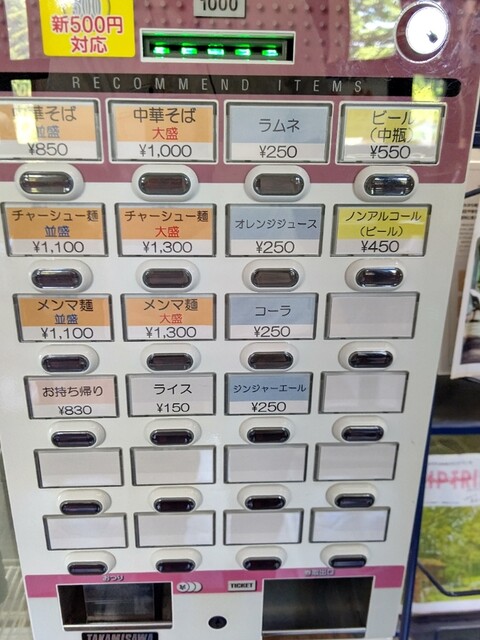 新500円
対応
1000
RECOMMEND ITEMS
中華そば
並盛
¥850
中華そば
大盛
¥1,000
ラムネ
¥250
ビール
(中瓶)
¥550
チャーシュー麺
並盛
¥1,100
チャーシュー麺
大盛
¥1,300
オレンジジュース
¥250
ノンアルコール
(ビール)
¥450
メンマ麺
並盛
¥1,100
メンマ麺
大盛
¥1,300
コーラ
¥250
お持ち帰り
¥830
ライス
¥150
ジンジャーエール
¥250
おつり
TICKET
TAKAMISAWA